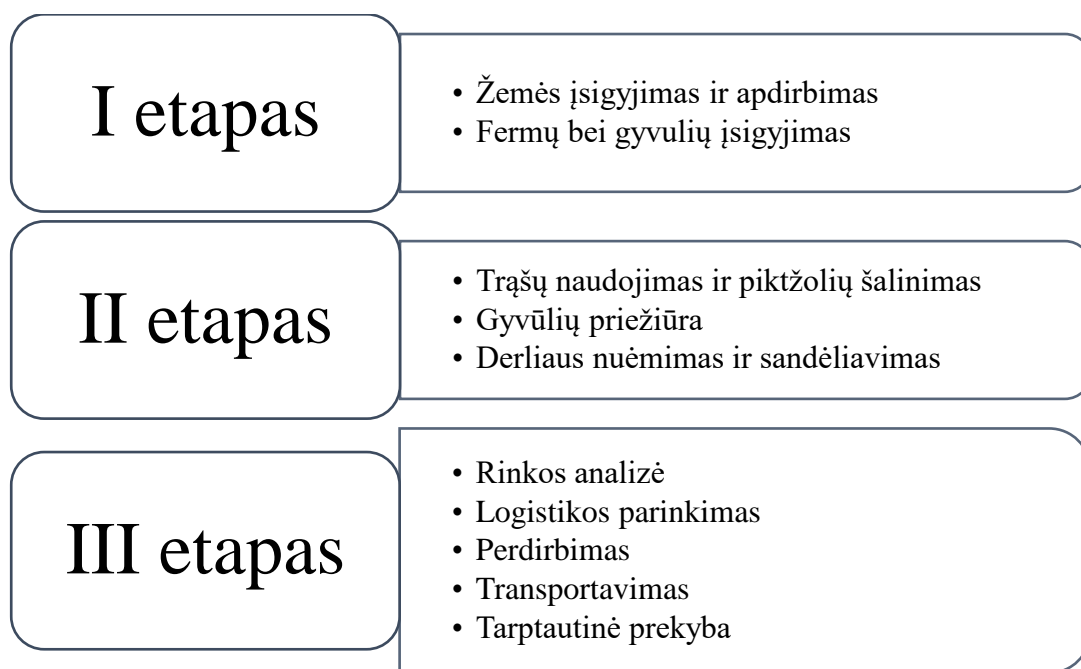 I etapas
• Žemės įsigyjimas ir apdirbimas
• Fermų bei gyvulių įsigyjimas
II etapas
• Trąšų naudojimas ir piktžolių šalinimas
• Gyvūlių priežiūra
• Derliaus nuėmimas ir sandėliavimas
III etapas
• Rinkos analizė
• Logistikos parinkimas
• Perdirbimas
• Transportavimas
• Tarptautinė prekyba